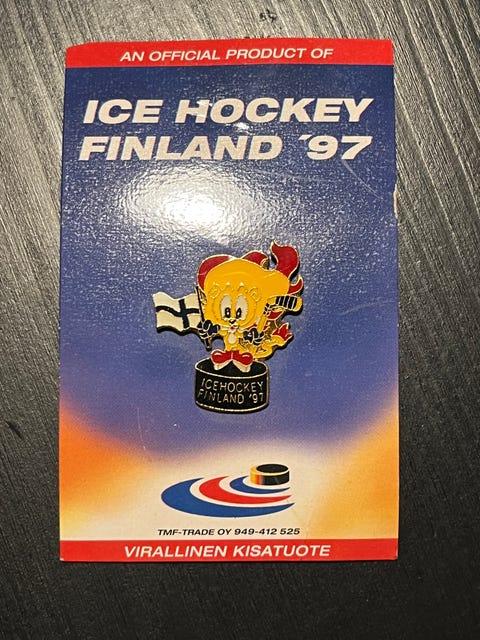 AN OFFICIAL PRODUCT OF
ICE HOCKEY
FINLAND ´97
ICEHOCKEY
FINLAND '97
TMF-TRADE OY 949-412 525
VIRALLINEN KISATUOTE